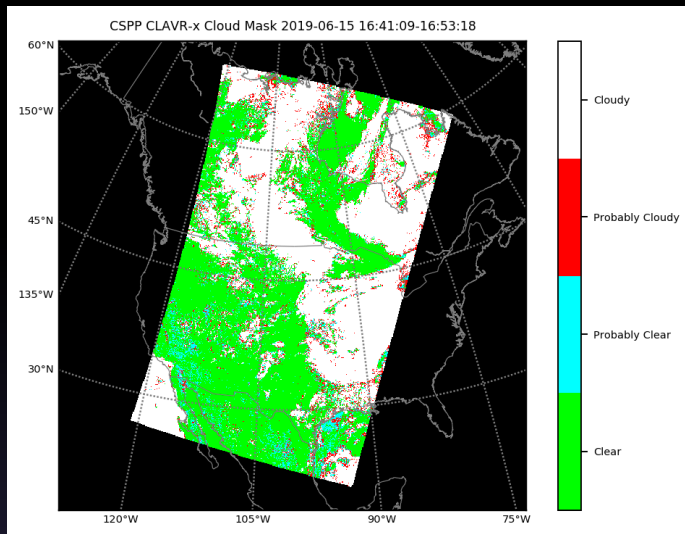 CSPP CLAVR-x Cloud Mask 2019-06-15 16:41:09-16:53:18
60°N
150°W
45°N
135°W
30°N
120°W
105°W
90°W
75°W
Cloudy
Probably Cloudy
Probably Clear
Clear